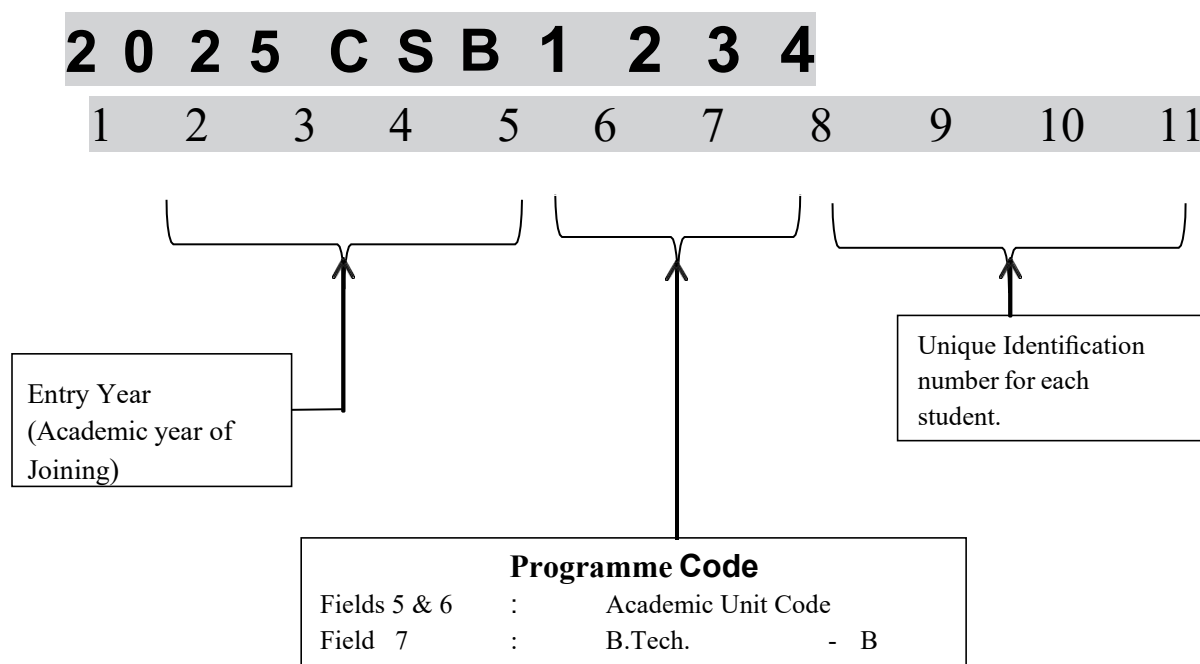 2 0 2 5 C S B 1 2 3 4
1 2 3 4 5 6 7 8 9 10 11
Entry Year
(Academic year of
Joining)
Unique Identification
number for each
student.
Programme Code
Fields 5 & 6 : Academic Unit Code
Field 7 : B.Tech. - B